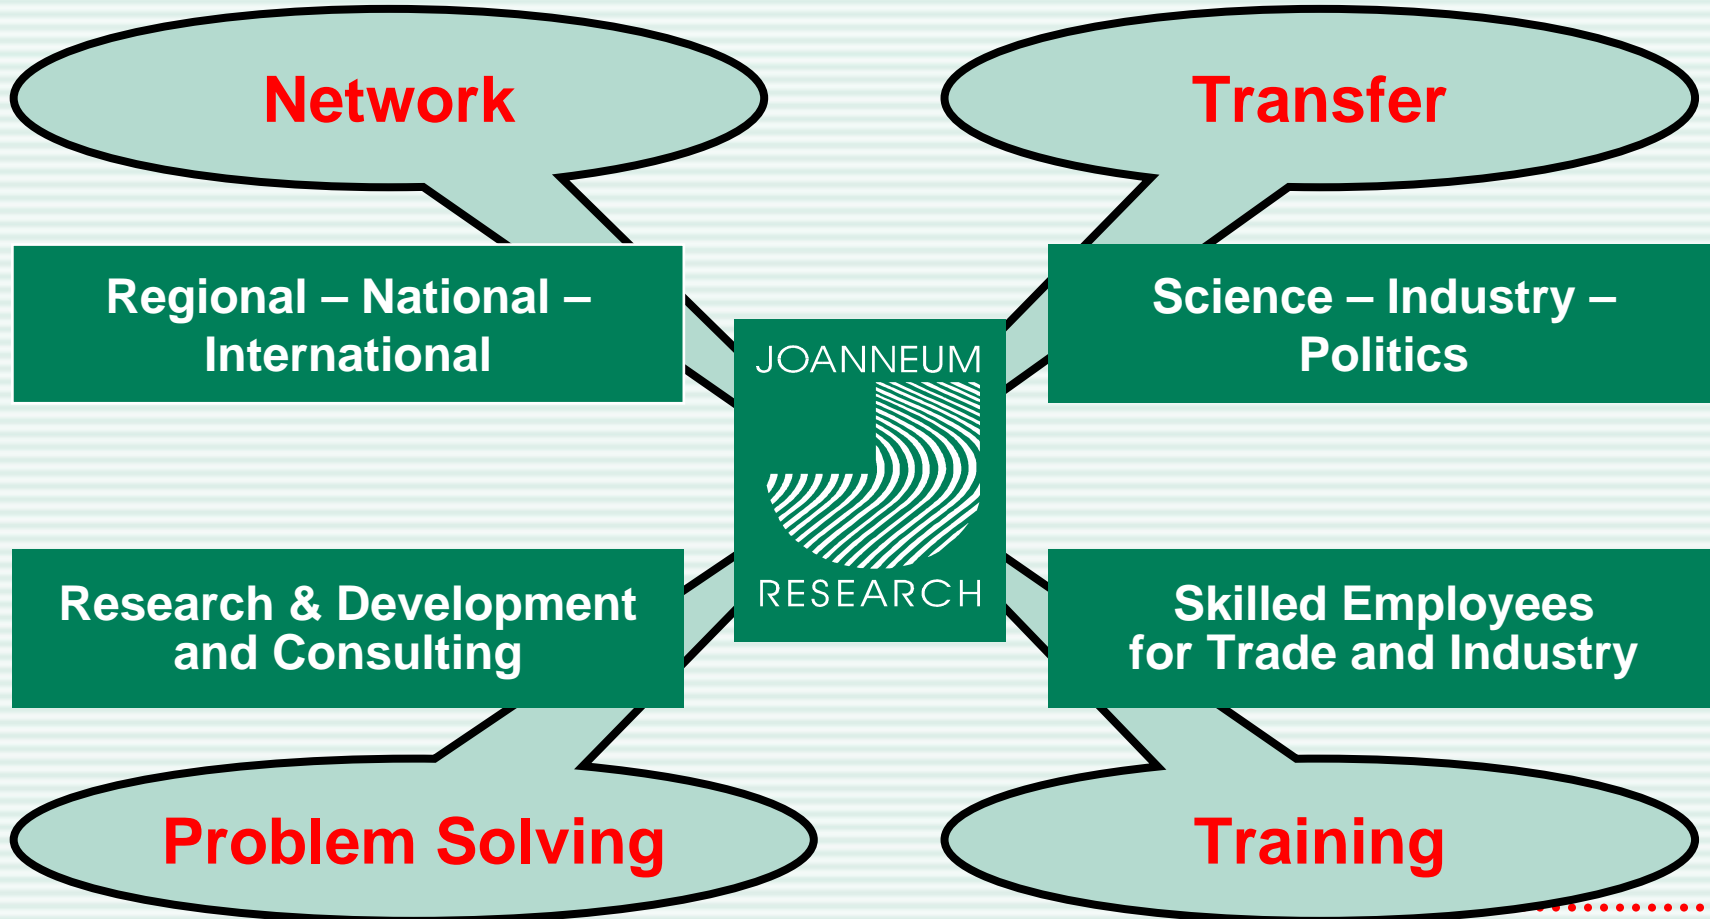 Network
Regional – National –
International
Transfer
Science – Industry –
Politics
JOANNEUM
RESEARCH
Research & Development
and Consulting
Problem Solving
Skilled Employees
for Trade and Industry
Training